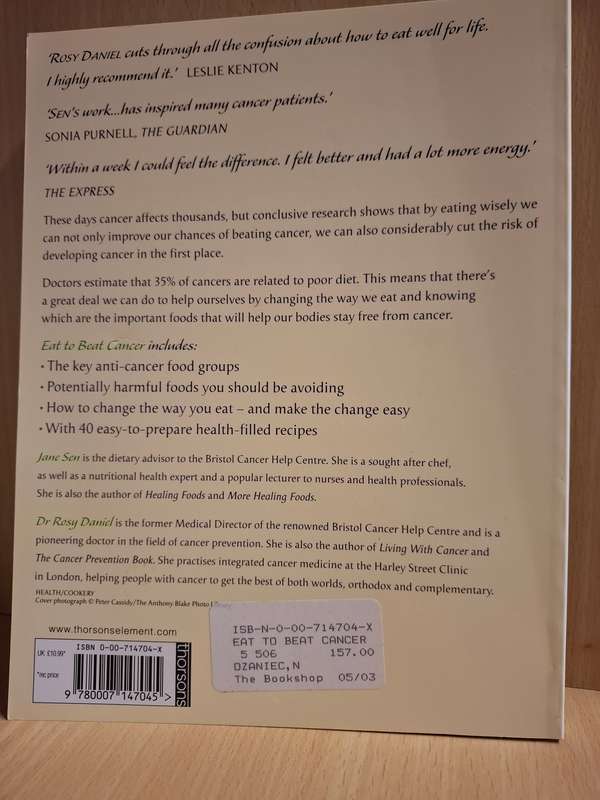 'ROSY DANIEL cuts through all the confusion about how to eat well for life.
I highly recommend it.' LESLIE KENTON
'SEN'S work...has inspired many cancer patients.'
SONIA PURNELL, THE GUARDIAN
'Within a week I could feel the difference. I felt better and had a lot more energy.'
THE EXPRESS
These days cancer affects thousands, but conclusive research shows that by eating wisely we
can not only improve our chances of beating cancer, we can also considerably cut the risk of
developing cancer in the first place.
Doctors estimate that 35% of cancers are related to poor diet. This means that there's
a great deal we can do to help ourselves by changing the way we eat and knowing
which are the important foods that will help our bodies stay free from cancer.
Eat to Beat Cancer includes:
• The key anti-cancer food groups
• Potentially harmful foods you should be avoiding
• How to change the way you eat – and make the change easy
• With 40 easy-to-prepare health-filled recipes
Jane Sen is the dietary advisor to the Bristol Cancer Help Centre. She is a sought after chef,
as well as a nutritional health expert and a popular lecturer to nurses and health professionals.
She is also the author of Healing Foods and More Healing Foods.
Dr Rosy Daniel is the former Medical Director of the renowned Bristol Cancer Help Centre and is a
pioneering doctor in the field of cancer prevention. She is also the author of Living With Cancer and
The Cancer Prevention Book. She practises integrated cancer medicine at the Harley Street Clinic
in London, helping people with cancer to get the best of both worlds, orthodox and complementary.
HEALTH/COOKERY
Cover photograph © Peter Cassidy/The Anthony Blake Photo
www.thorsonselement.com
UK £10.99*
*rec price
ISBN 0-00-714704-X
9 780007 147045 >
thorsons
ISB-N-0-00-714704-X
EAT TO BEAT CANCER
5 506 157.00
DZANIEC,N
The Bookshop 05/03